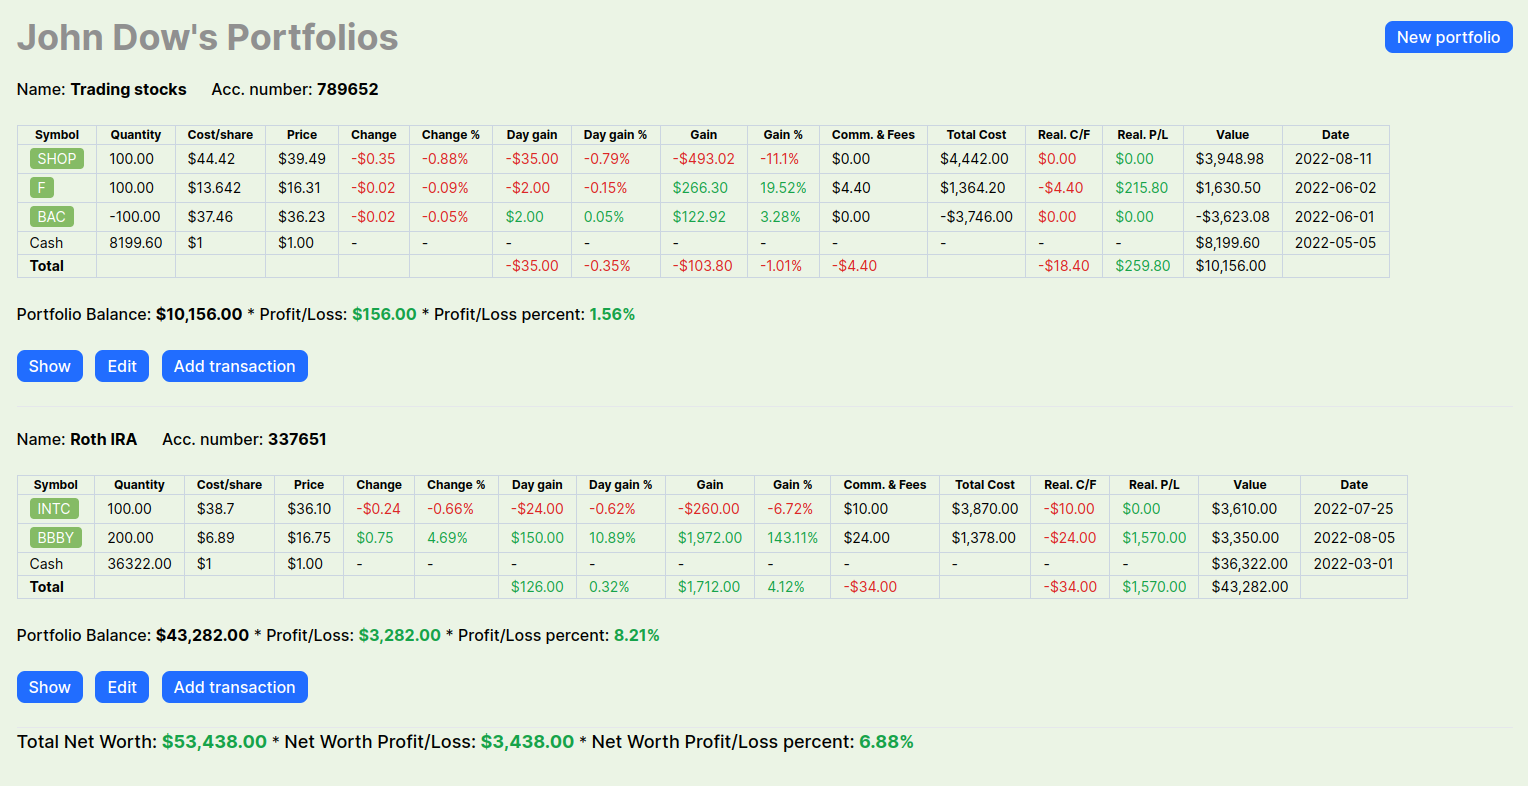 John Dow's Portfolios New portfolio
Name: Trading stocks Acc. number: 789652
Symbol Quantity Cost/share Price Change Change % Day gain Day gain % Gain Gain % Comm. & Fees Total Cost Real. C/F Real. P/L Value Date
SHOP 100.00 $44.42 $39.49 -$0.35 -0.88% -$35.00 -0.79% -$493.02 -11.1% $0.00 $4,442.00 $0.00 $0.00 $3,948.98 2022-08-11
F 100.00 $13.642 $16.31 -$0.02 -0.09% -$2.00 -0.15% $266.30 19.52% $4.40 $1,364.20 -$4.40 $215.80 $1,630.50 2022-06-02
BAC -100.00 $37.46 $36.23 -$0.02 -0.05% $2.00 0.05% $122.92 3.28% $0.00 -$3,746.00 $0.00 $0.00 -$3,623.08 2022-06-01
Cash 8199.60 $1 $1.00 - - - - - - - - - - $8,199.60 2022-05-05
Total -$35.00 -0.35% -$103.80 -1.01% -$4.40 -$18.40 $259.80 $10,156.00
Portfolio Balance: $10,156.00 * Profit/Loss: $156.00 * Profit/Loss percent: 1.56%
Show Edit Add transaction
Name: Roth IRA Acc. number: 337651
Symbol Quantity Cost/share Price Change Change % Day gain Day gain % Gain Gain % Comm. & Fees Total Cost Real. C/F Real. P/L Value Date
INTC 100.00 $38.7 $36.10 -$0.24 -0.66% -$24.00 -0.62% -$260.00 -6.72% $10.00 $3,870.00 -$10.00 $0.00 $3,610.00 2022-07-25
BBBY 200.00 $6.89 $16.75 $0.75 4.69% $150.00 10.89% $1,972.00 143.11% $24.00 $1,378.00 -$24.00 $1,570.00 $3,350.00 2022-08-05
Cash 36322.00 $1 $1.00 - - - - - - - - - - $36,322.00 2022-03-01
Total $126.00 0.32% $1,712.00 4.12% -$34.00 -$34.00 $1,570.00 $43,282.00
Portfolio Balance: $43,282.00 * Profit/Loss: $3,282.00 * Profit/Loss percent: 8.21%
Show Edit Add transaction
Total Net Worth: $53,438.00 * Net Worth Profit/Loss: $3,438.00 * Net Worth Profit/Loss percent: 6.88%